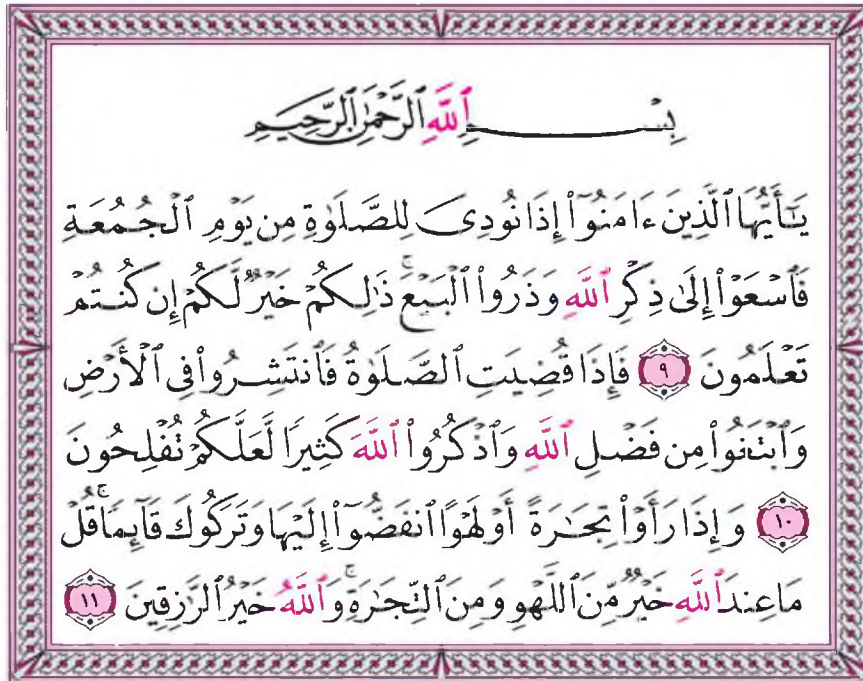 بِسْمِ ٱللَّهِ ٱلرَّحْمَٰنِ ٱلرَّحِيمِ
يَٰٓأَيُّهَا ٱلَّذِينَ ءَامَنُوٓا۟ إِذَا نُودِىَ لِلصَّلَوٰةِ مِن يَوْمِ ٱلْجُمُعَةِ
فَٱسْعَوْا۟ إِلَىٰ ذِكْرِ ٱللَّهِ وَذَرُوا۟ ٱلْبَيْعَ ۚ ذَٰلِكُمْ خَيْرٌ لَّكُمْ إِن كُنتُمْ
تَعْلَمُونَ ٩ فَإِذَا قُضِيَتِ ٱلصَّلَوٰةُ فَٱنتَشِرُوا۟ فِى ٱلْأَرْضِ
وَٱبْتَغُوا۟ مِن فَضْلِ ٱللَّهِ وَٱذْكُرُوا۟ ٱللَّهَ كَثِيرًا لَّعَلَّكُمْ تُفْلِحُونَ
١٠ وَإِذَا رَأَوْا۟ تِجَٰرَةً أَوْ لَهْوًا ٱنفَضُّوٓا۟ إِلَيْهَا وَتَرَكُوكَ قَآئِمًا ۚ قُلْ
مَا عِندَ ٱللَّهِ خَيْرٌ مِّنَ ٱللَّهْوِ وَمِنَ ٱلتِّجَٰرَةِ ۚ وَٱللَّهُ خَيْرُ ٱلرَّٰزِقِينَ ١١